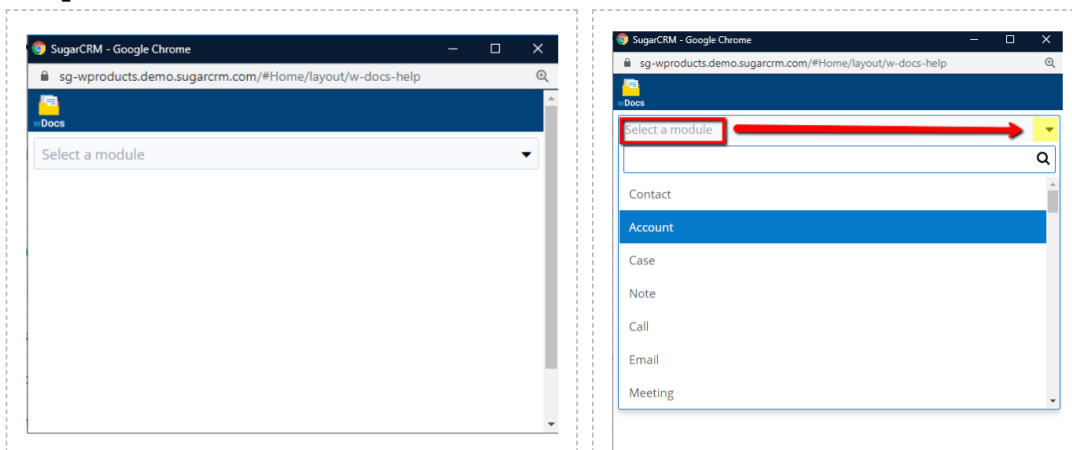 SugarCRM - Google Chrome
sg-wproducts.demo.sugarcrm.com/#Home/layout/w-docs-help
wDocs
Select a module
SugarCRM - Google Chrome
sg-wproducts.demo.sugarcrm.com/#Home/layout/w-docs-help
wDocs
Select a module
Contact
Account
Case
Note
Call
Email
Meeting